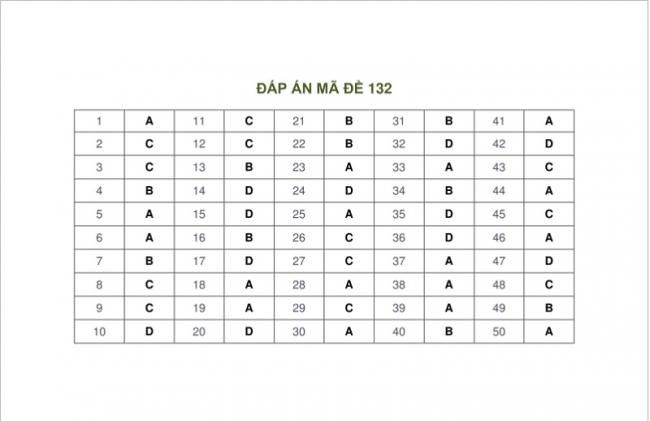 ĐÁP ÁN MÃ ĐỀ 132
1 A 11 C 21 B 31 B 41 A
2 C 12 C 22 B 32 D 42 D
3 C 13 B 23 A 33 A 43 C
4 B 14 D 24 D 34 B 44 A
5 A 15 D 25 A 35 D 45 C
6 A 16 B 26 C 36 D 46 A
7 B 17 D 27 C 37 A 47 D
8 C 18 A 28 A 38 A 48 C
9 C 19 A 29 C 39 A 49 B
10 D 20 D 30 A 40 B 50 A